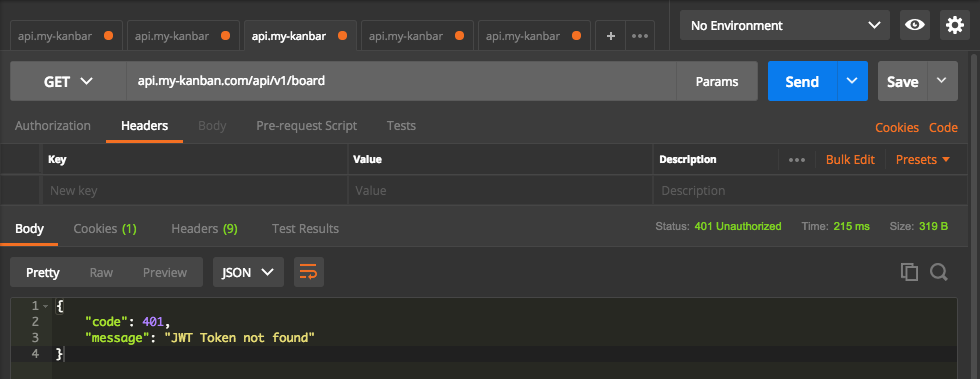 api.my-kanbar api.my-kanbar api.my-kanbar api.my-kanbar api.my-kanbar + No Environment
GET api.my-kanban.com/api/v1/board Params Send Save
Authorization Headers Body Pre-request Script Tests Cookies Code
Key Value Description Bulk Edit Presets
New key Value Description
Body Cookies (1) Headers (9) Test Results Status: 401 Unauthorized Time: 215 ms Size: 319 B
Pretty Raw Preview JSON
1 {
2 "code": 401,
3 "message": "JWT Token not found"
4 }